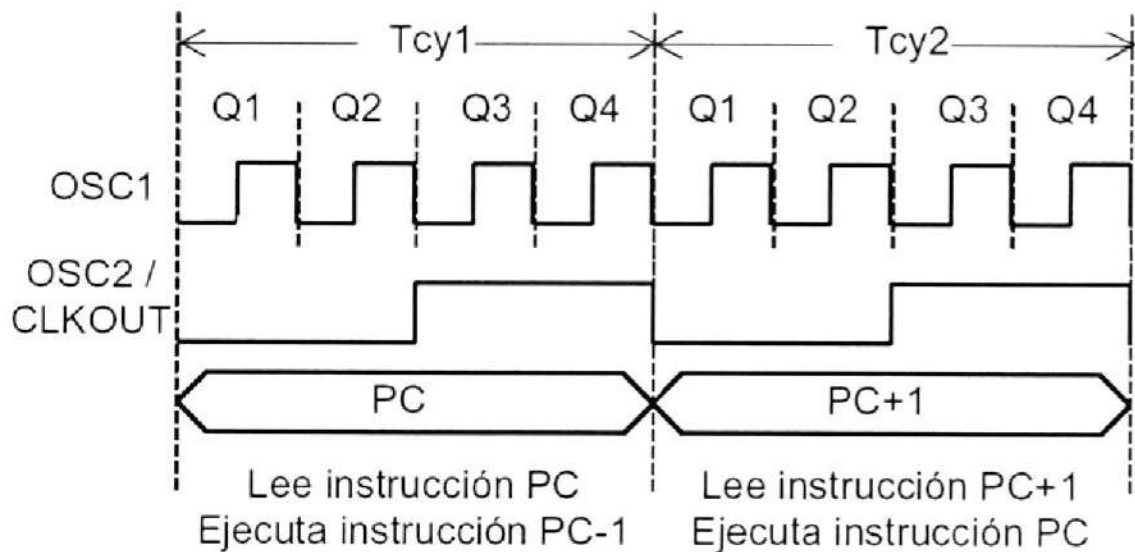 Tcy1 Tcy2
Q1 Q2 Q3 Q4 Q1 Q2 Q3 Q4
OSC1
OSC2 /
CLKOUT
PC PC+1
Lee instrucción PC Lee instrucción PC+1
Ejecuta instrucción PC-1 Ejecuta instrucción PC